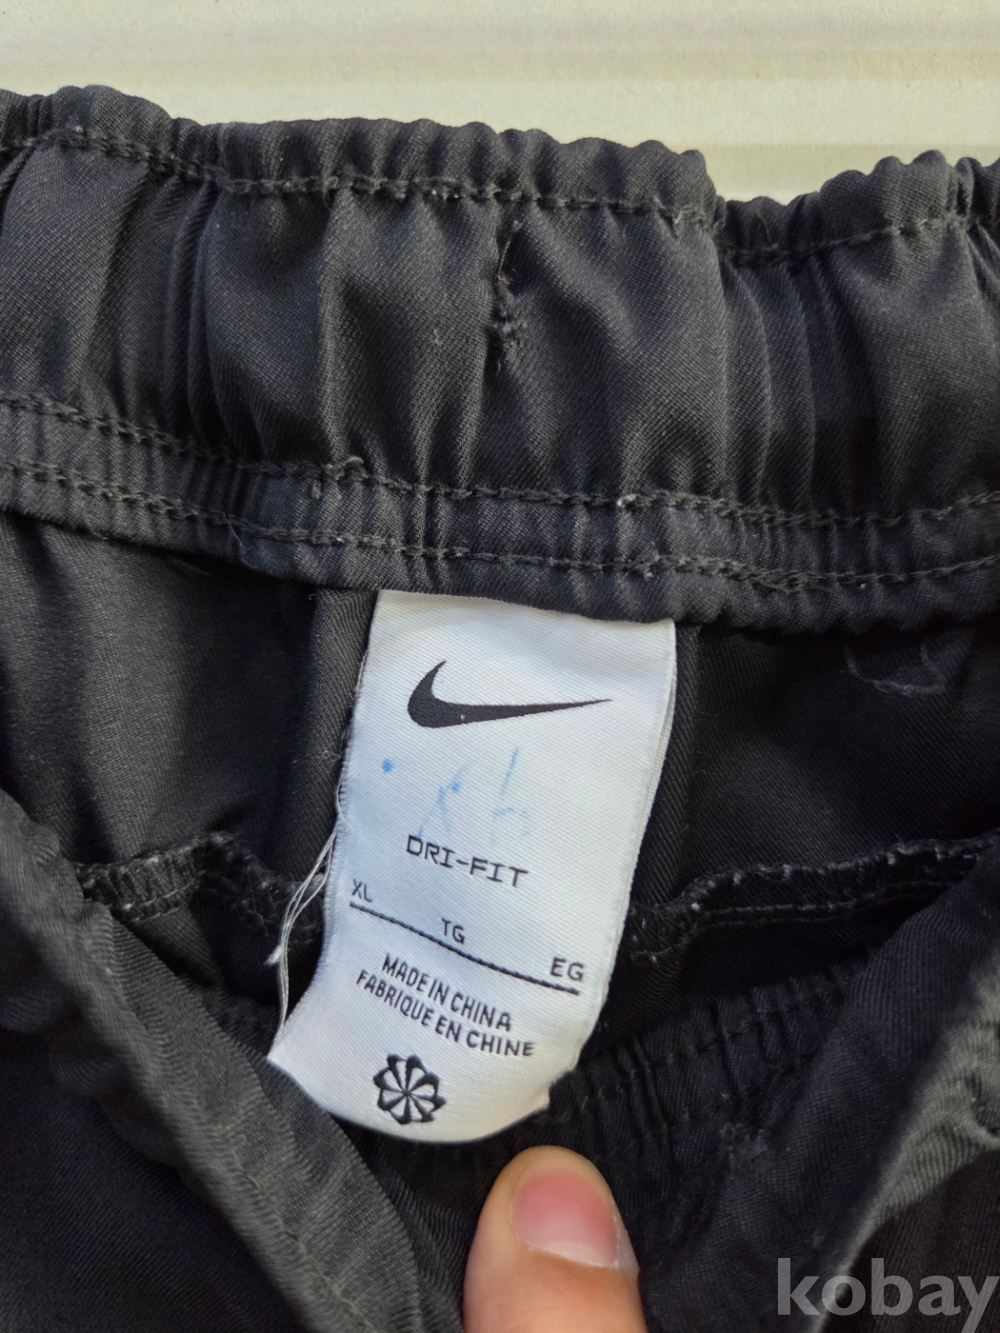 DRI-FIT
XL TG EG
MADE IN CHINA
FABRIQUE EN CHINE
kobay